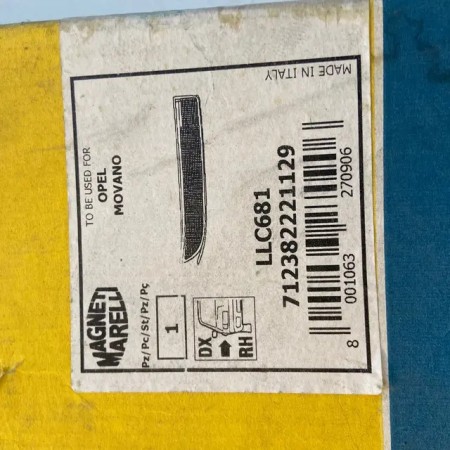 MAGNETI
MARELLI
TO BE USED FOR
OPEL
MOVANO
Pz/Pc/St/Pz/Pç
1
DX
RH
LLC681
712382221129
8 001063 270906
MADE IN ITALY